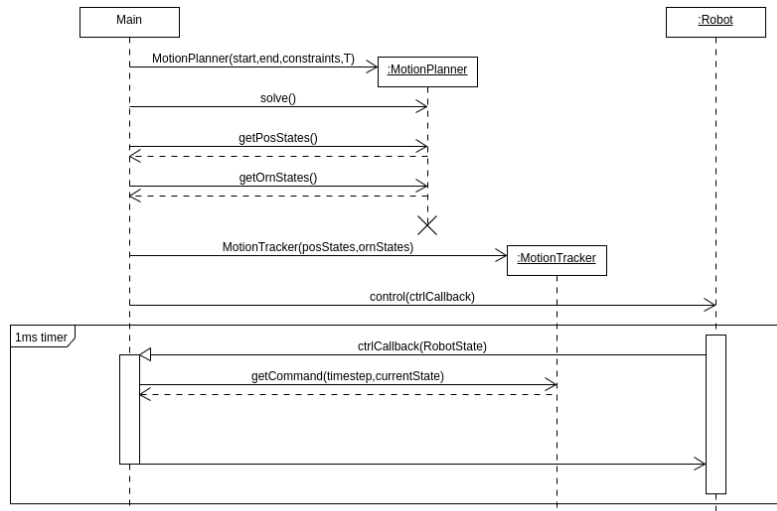 Main
:Robot
MotionPlanner(start,end,constraints,T)
:MotionPlanner
solve()
getPosStates()
getOrnStates()
MotionTracker(posStates,ornStates)
:MotionTracker
control(ctrlCallback)
1ms timer
ctrlCallback(RobotState)
getCommand(timestep,currentState)